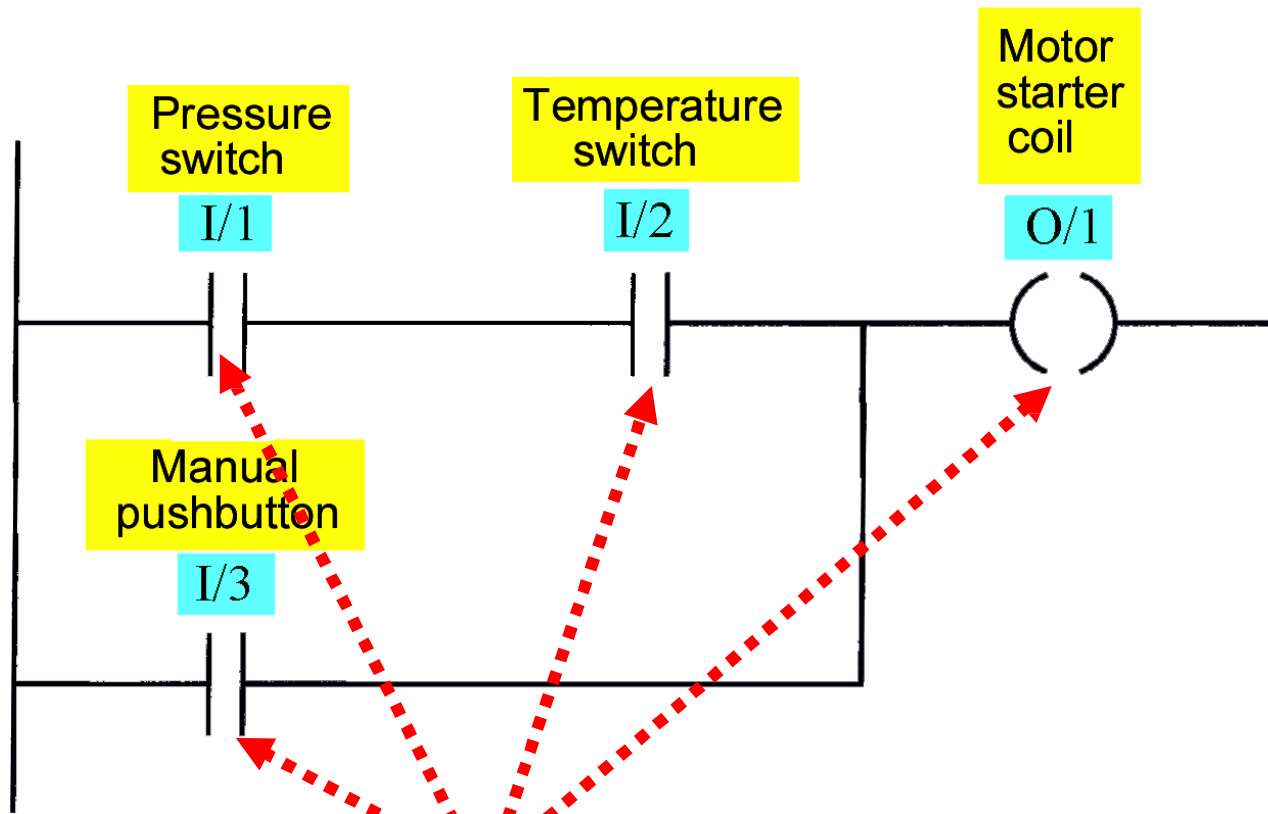 Pressure
switch
I/1
Temperature
switch
I/2
Motor
starter
coil
O/1
Manual
pushbutton
I/3